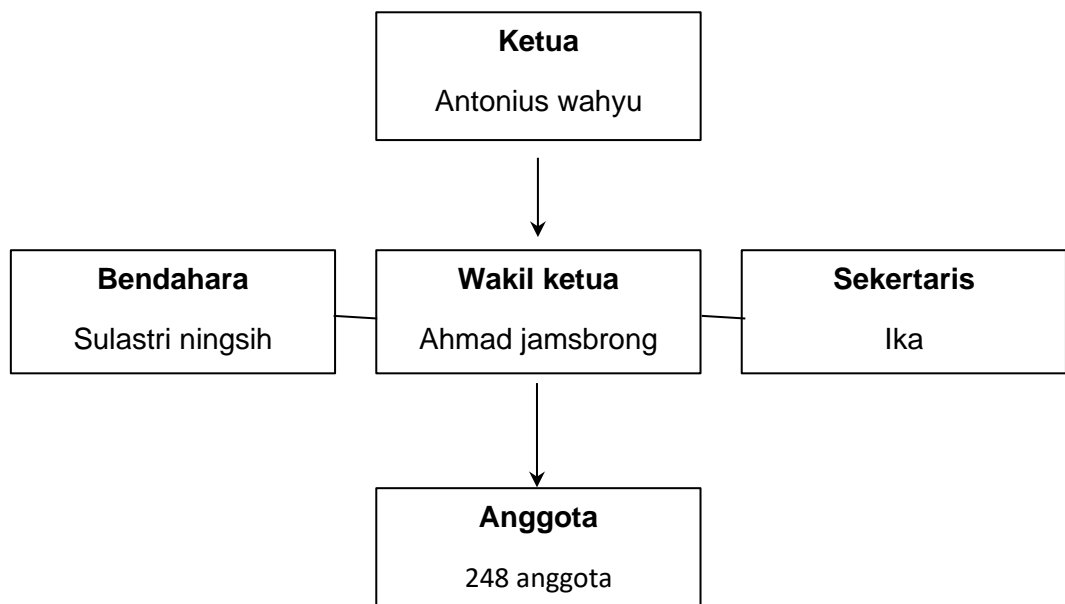 Ketua
Antonius wahyu
Bendahara
Sulastri ningsih
Wakil ketua
Ahmad jamsbrong
Sekertaris
Ika
Anggota
248 anggota